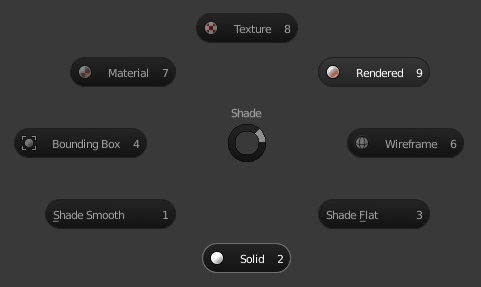 Texture 8
Material 7
Rendered 9
Shade
Bounding Box 4
Wireframe 6
Shade Smooth 1
Shade Flat 3
Solid 2